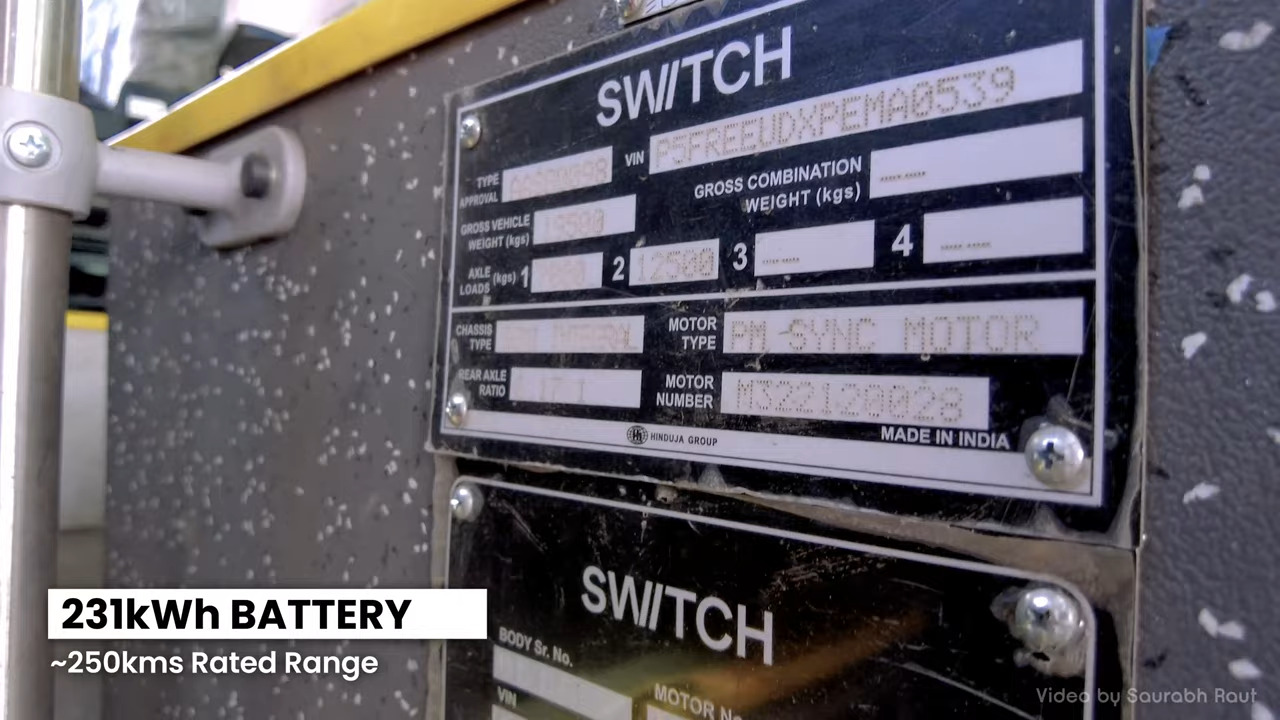 SWITCH
VIN P5FREEUDXPEMA0539
TYPE APPROVAL
GROSS COMBINATION WEIGHT (kgs) ----
GROSS VEHICLE WEIGHT (kgs) 19500
AXLE LOADS (kgs) 1 2 12500 3 ---- 4 ----
CHASSIS TYPE
MOTOR TYPE PM SYNC MOTOR
REAR AXLE RATIO
MOTOR NUMBER M322120028
HINDUJA GROUP
MADE IN INDIA
SWITCH
BODY Sr. No.
VIN
MOTOR No
231kWh BATTERY
~250kms Rated Range
Video by Saurabh Raut